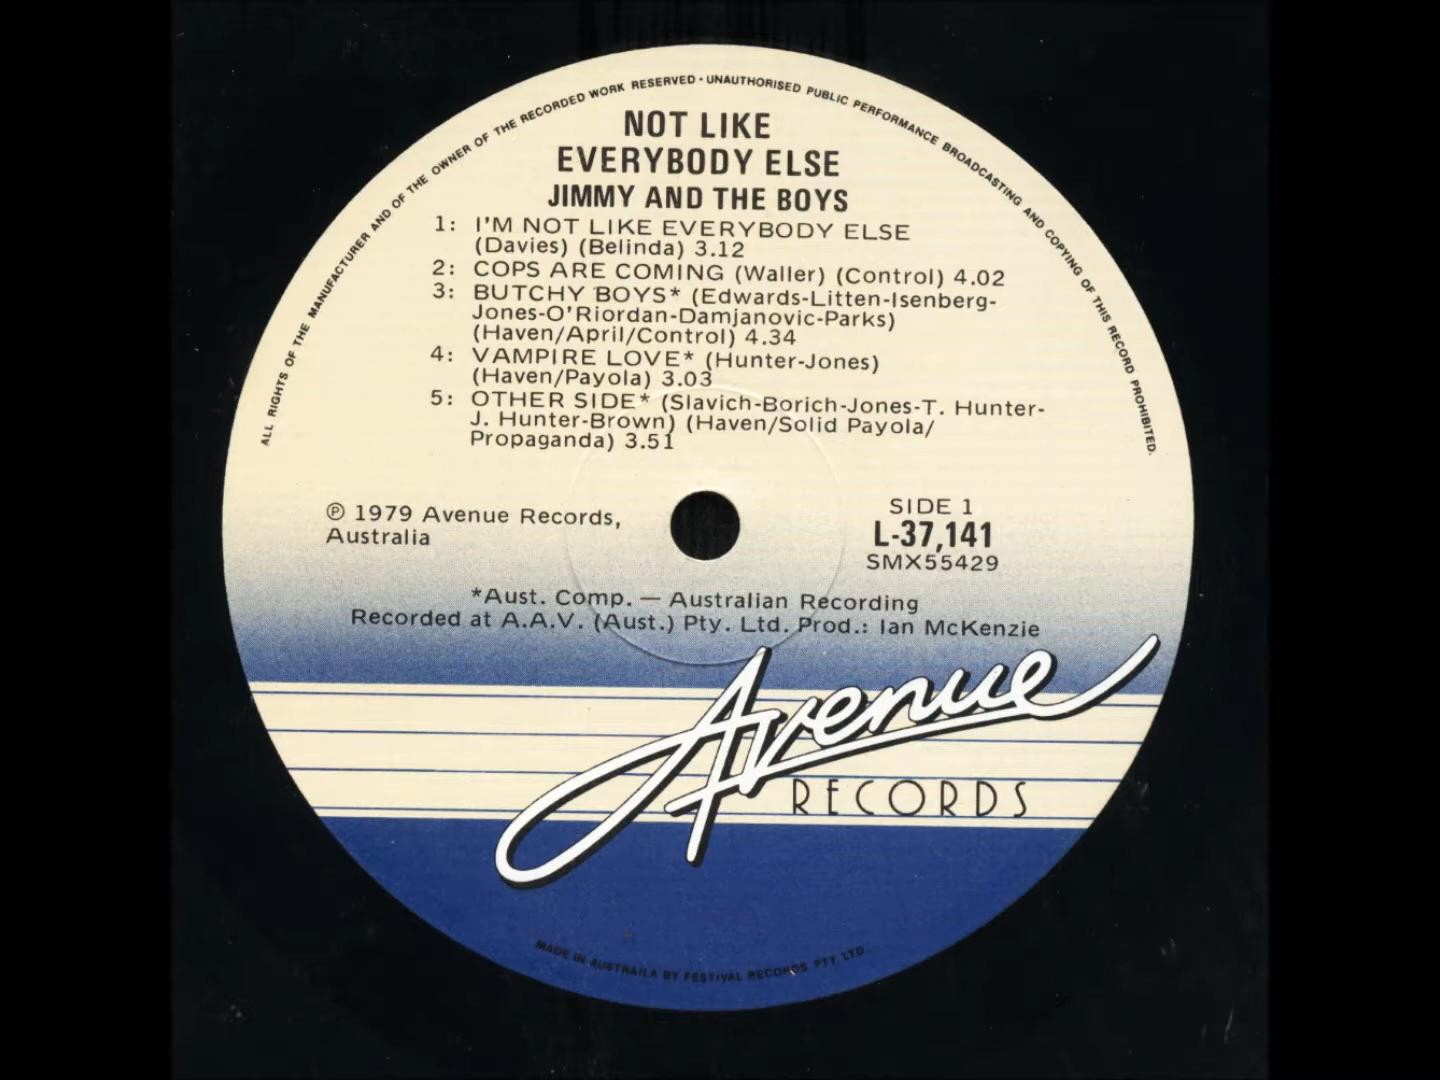 ALL RIGHTS OF THE MANUFACTURER AND OF THE OWNER OF THE RECORDED WORK RESERVED · UNAUTHORISED PUBLIC PERFORMANCE BROADCASTING AND COPYING OF THIS RECORD PROHIBITED.
NOT LIKE
EVERYBODY ELSE
JIMMY AND THE BOYS
1: I'M NOT LIKE EVERYBODY ELSE
(Davies) (Belinda) 3.12
2: COPS ARE COMING (Waller) (Control) 4.02
3: BUTCHY BOYS* (Edwards-Litten-Isenberg-
Jones-O'Riordan-Damjanovic-Parks)
(Haven/April/Control) 4.34
4: VAMPIRE LOVE* (Hunter-Jones)
(Haven/Payola) 3.03
5: OTHER SIDE* (Slavich-Borich-Jones-T. Hunter-
J. Hunter-Brown) (Haven/Solid Payola/
Propaganda) 3.51
℗ 1979 Avenue Records,
Australia
SIDE 1
L-37,141
SMX55429
*Aust. Comp. — Australian Recording
Recorded at A.A.V. (Aust.) Pty. Ltd. Prod.: Ian McKenzie
Avenue
RECORDS
MADE IN AUSTRAILA BY FESTIVAL RECORDS PTY. LTD.